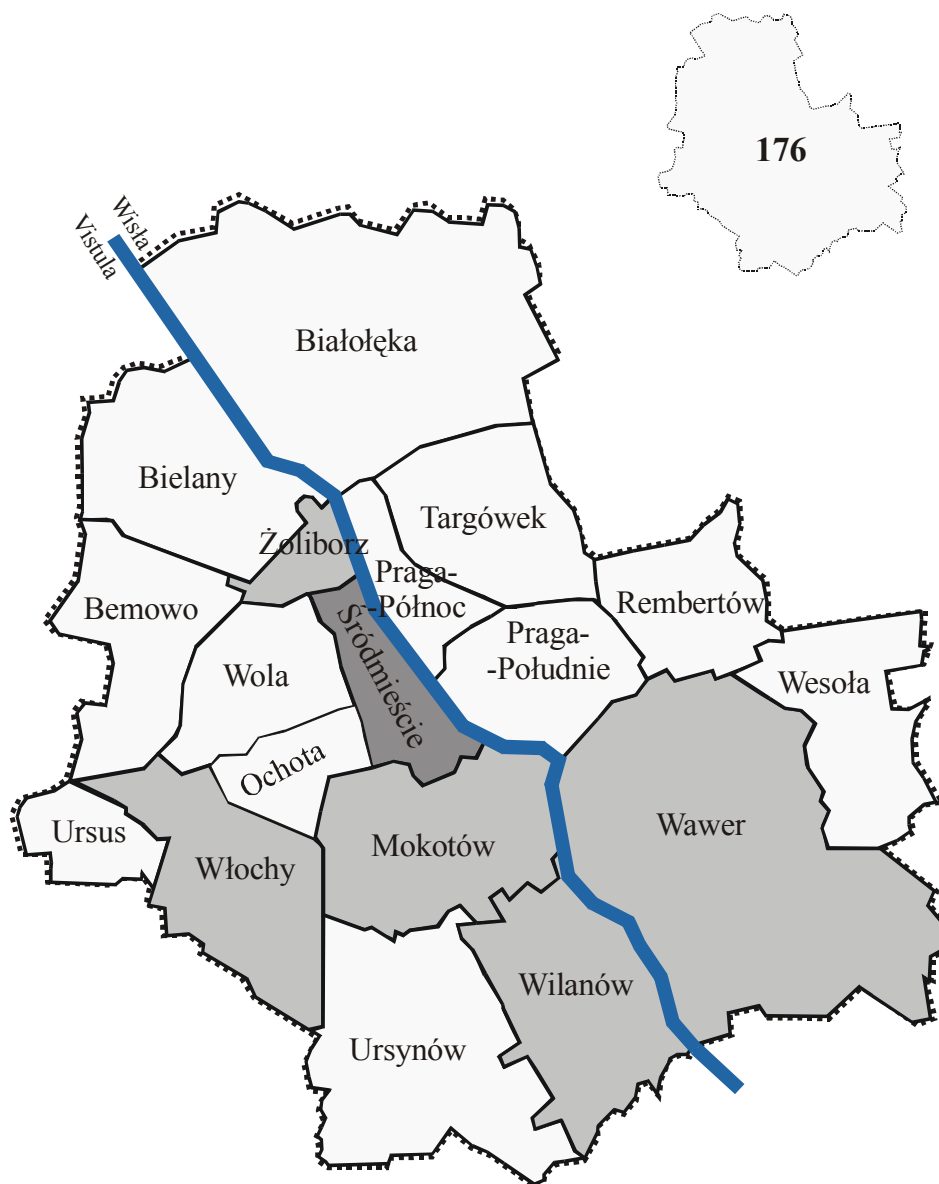 176
Wisła
Vistula
Białołęka
Bielany
Targówek
Żoliborz
Praga-
-Północ
Bemowo
Rembertów
Praga-
-Południe
Śródmieście
Wola
Wesoła
Ochota
Ursus
Mokotów
Wawer
Włochy
Wilanów
Ursynów